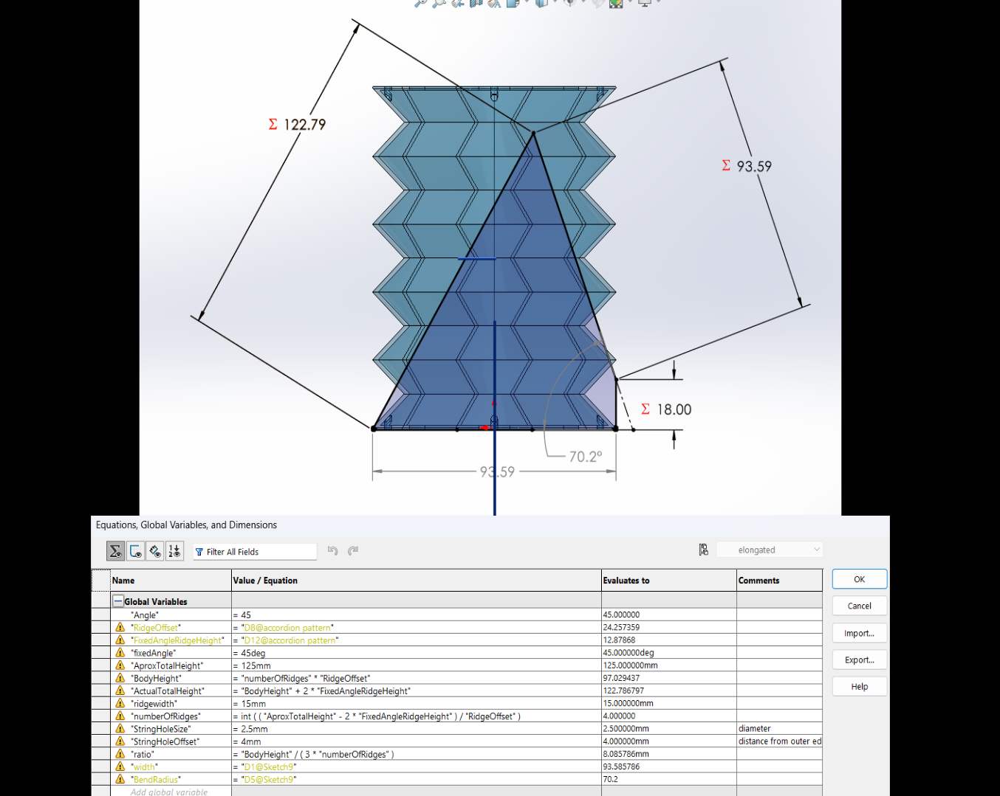 Σ 122.79
Σ 93.59
Σ 18.00
70.2°
93.59
Equations, Global Variables, and Dimensions
Filter All Fields
elongated
Name Value / Equation Evaluates to Comments
Global Variables
"Angle" = 45 45.000000
"RidgeOffset" = "D8@accordion pattern" 24.257359
"FixedAngleRidgeHeight" = "D12@accordion pattern" 12.87868
"fixedAngle" = 45deg 45.000000deg
"AproxTotalHeight" = 125mm 125.000000mm
"BodyHeight" = "numberOfRidges" * "RidgeOffset" 97.029437
"ActualTotalHeight" = "BodyHeight" + 2 * "FixedAngleRidgeHeight" 122.786797
"ridgewidth" = 15mm 15.000000mm
"numberOfRidges" = int ( ( "AproxTotalHeight" - 2 * "FixedAngleRidgeHeight" ) / "RidgeOffset" ) 4.000000
"StringHoleSize" = 2.5mm 2.500000mm diameter
"StringHoleOffset" = 4mm 4.000000mm distance from outer ed
"ratio" = "BodyHeight" / ( 3 * "numberOfRidges" ) 8.085786mm
"width" = "D1@Sketch9" 93.585786
"BendRadius" = "D5@Sketch9" 70.2
Add global variable
OK
Cancel
Import...
Export...
Help